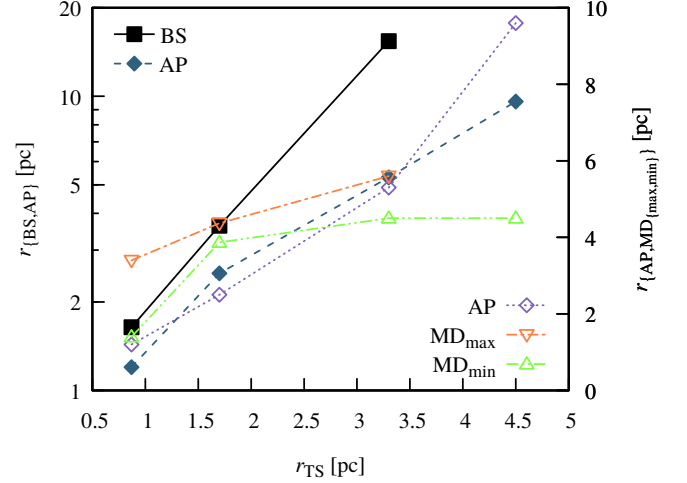 20
10
5
2
1
r{BS,AP} [pc]
BS
AP
10
8
6
4
2
0
r{AP,MD{max,min}} [pc]
AP
MDmax
MDmin
0.5 1 1.5 2 2.5 3 3.5 4 4.5 5
rTS [pc]